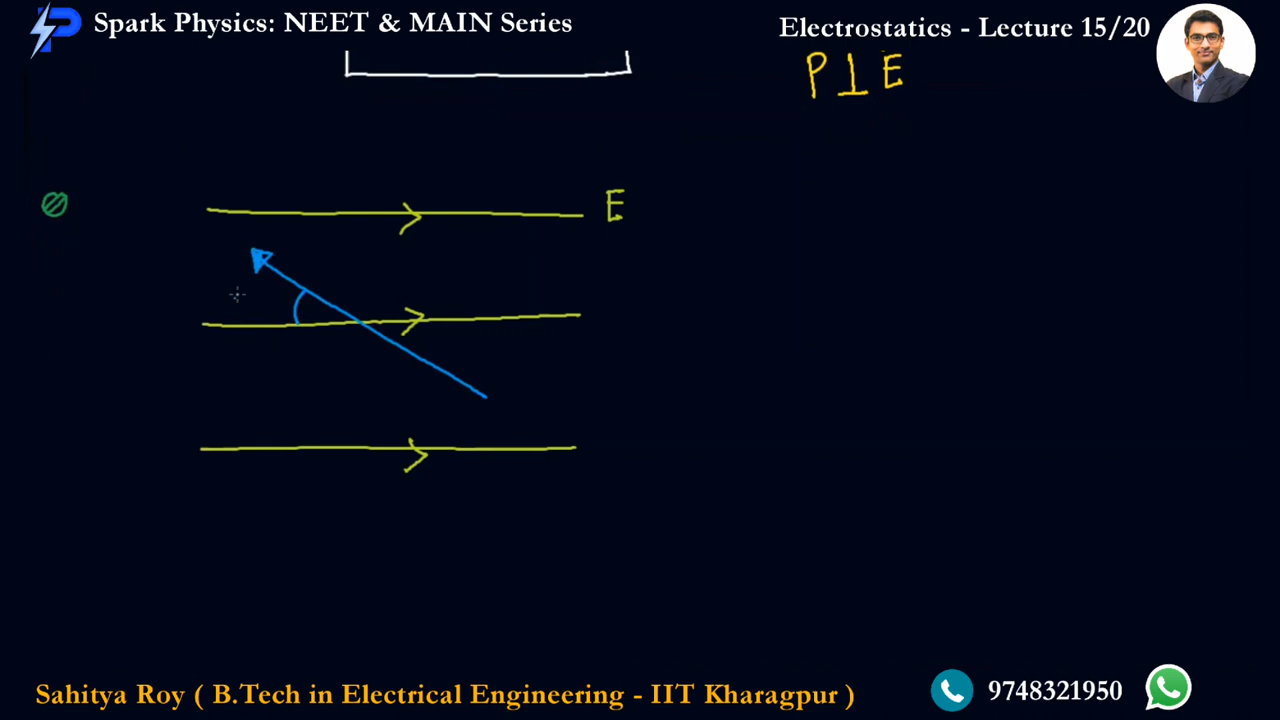 Spark Physics: NEET & MAIN Series
Electrostatics - Lecture 15/20
P ⊥ E
E
Sahitya Roy ( B.Tech in Electrical Engineering - IIT Kharagpur )
9748321950